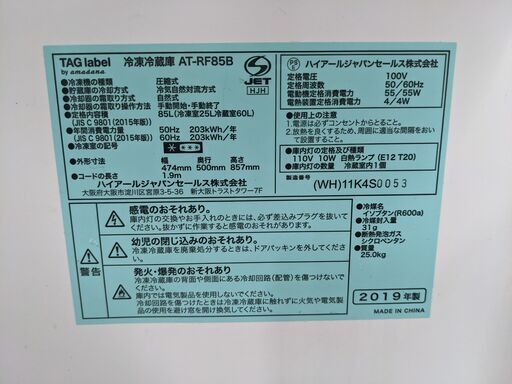 TAG label
by amadana
冷凍冷蔵庫 AT-RF85B
JET
HJH
●冷凍機の種類 圧縮式
●貯蔵庫の冷却方式 冷気自然対流方式
●冷却器の霜取り方式 自然式
●冷却器の霜取り操作方法 手動開始・手動終了
●定格内容積 85L(冷凍室25L冷蔵室60L)
(JIS C 9801(2015年版))
●年間消費電力量 50Hz 203kWh/年
(JIS C 9801(2015年版)) 60Hz 203kWh/年
●冷凍室の記号
●外形寸法 幅 奥行 高さ
474mm 500mm 857mm
●コードの長さ 1.9m
ハイアールジャパンセールス株式会社
大阪府大阪市淀川区宮原3-5-36 新大阪トラストタワー7F
PS E
ハイアールジャパンセールス株式会社
定格電圧 100V
定格周波数 50/60Hz
電動機定格消費電力 55/55W
電熱装置定格消費電力 4/4W
●使用上の注意
1.電源は必ずコンセントからとること。
2.放熱を良くするため、周囲に適当な間隔をおいて
設置すること。
●庫内灯の定格及び種類
110V 10W 白熱ランプ(E12 T20)
●庫内灯設置個数 冷蔵室内1個
製造番号 (WH)11K4S0053
警告
感電のおそれあり。
庫内灯の交換やお手入れのときには、必ず差込みプラグを抜いて
ください。抜かずに作業すると感電することがあります。
幼児の閉じ込めのおそれあり。
冷凍冷蔵庫を廃棄処分するときは、ドアパッキンを外してください。
発火・爆発のおそれあり。
冷凍冷蔵庫の背面や側面にある冷却回路(配管)を傷つけないで
ください。
庫内では電気製品を使用しないでください。
冷却回路を傷つけたときは冷凍冷蔵庫に触れずに火気や電気製品の
使用を避け窓を開け換気してください。
●冷媒名
イソブタン(R600a)
●冷媒封入量
31g
●断熱発泡ガス
シクロペンタン
●質量
25.0kg
2019年製
MADE IN CHINA